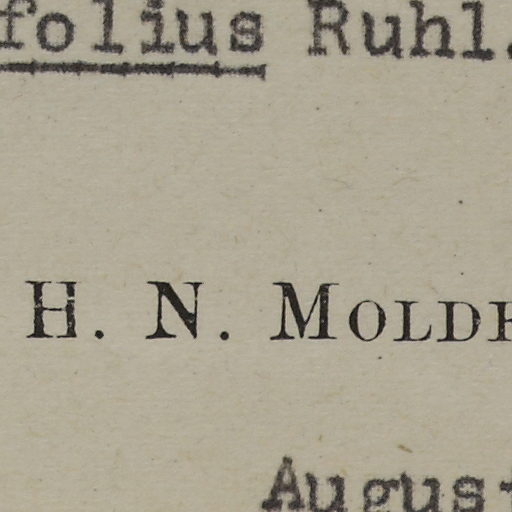 folius Ruhl.
H. N. MOLD
Augus